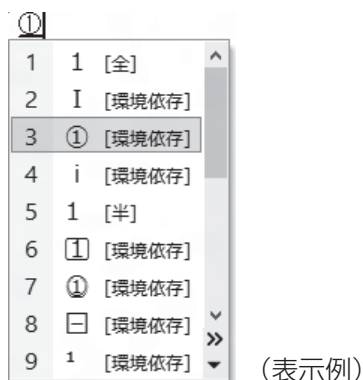 ①
1 1 [全]
2 Ⅰ [環境依存]
3 ① [環境依存]
4 ⅰ [環境依存]
5 1 [半]
6 1️⃣ [環境依存]
7 ➀ [環境依存]
8 ㊀ [環境依存]
9 ¹ [環境依存]
(表示例)